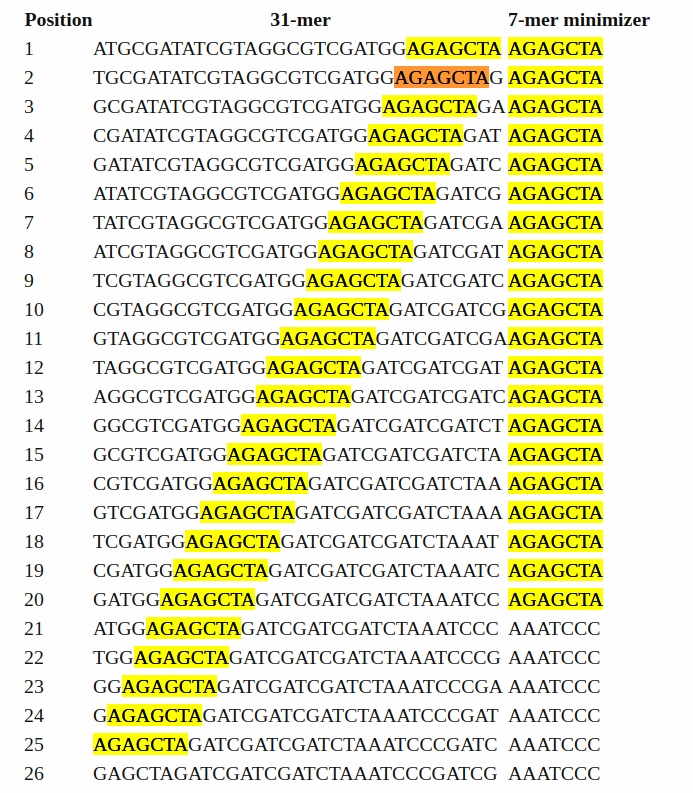 Position 31-mer 7-mer minimizer
1 ATGCGATATCGTAGGCGTCGATGGAGAGCTA AGAGCTA
2 TGCGATATCGTAGGCGTCGATGGAGAGCTAG AGAGCTA
3 GCGATATCGTAGGCGTCGATGGAGAGCTAGA AGAGCTA
4 CGATATCGTAGGCGTCGATGGAGAGCTAGAT AGAGCTA
5 GATATCGTAGGCGTCGATGGAGAGCTAGATC AGAGCTA
6 ATATCGTAGGCGTCGATGGAGAGCTAGATCG AGAGCTA
7 TATCGTAGGCGTCGATGGAGAGCTAGATCGA AGAGCTA
8 ATCGTAGGCGTCGATGGAGAGCTAGATCGAT AGAGCTA
9 TCGTAGGCGTCGATGGAGAGCTAGATCGATC AGAGCTA
10 CGTAGGCGTCGATGGAGAGCTAGATCGATCG AGAGCTA
11 GTAGGCGTCGATGGAGAGCTAGATCGATCGA AGAGCTA
12 TAGGCGTCGATGGAGAGCTAGATCGATCGAT AGAGCTA
13 AGGCGTCGATGGAGAGCTAGATCGATCGATC AGAGCTA
14 GGCGTCGATGGAGAGCTAGATCGATCGATCT AGAGCTA
15 GCGTCGATGGAGAGCTAGATCGATCGATCTA AGAGCTA
16 CGTCGATGGAGAGCTAGATCGATCGATCTAA AGAGCTA
17 GTCGATGGAGAGCTAGATCGATCGATCTAAA AGAGCTA
18 TCGATGGAGAGCTAGATCGATCGATCTAAAT AGAGCTA
19 CGATGGAGAGCTAGATCGATCGATCTAAATC AGAGCTA
20 GATGGAGAGCTAGATCGATCGATCTAAATCC AGAGCTA
21 ATGGAGAGCTAGATCGATCGATCTAAATCCC AAATCCC
22 TGGAGAGCTAGATCGATCGATCTAAATCCCG AAATCCC
23 GGAGAGCTAGATCGATCGATCTAAATCCCGA AAATCCC
24 GAGAGCTAGATCGATCGATCTAAATCCCGAT AAATCCC
25 AGAGCTAGATCGATCGATCTAAATCCCGATC AAATCCC
26 GAGCTAGATCGATCGATCTAAATCCCGATCG AAATCCC